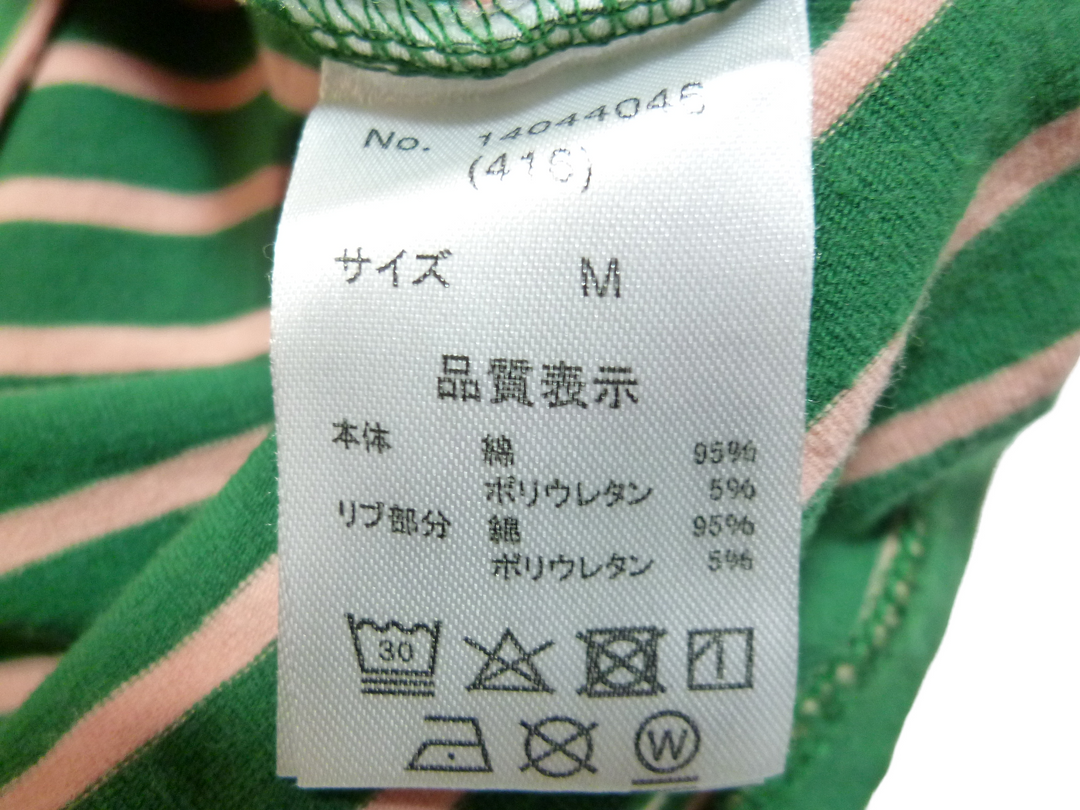 No. 14044045
(416)
サイズ M
品質表示
本体 綿 95%
ポリウレタン 5%
リブ部分 綿 95%
ポリウレタン 5%
30
W